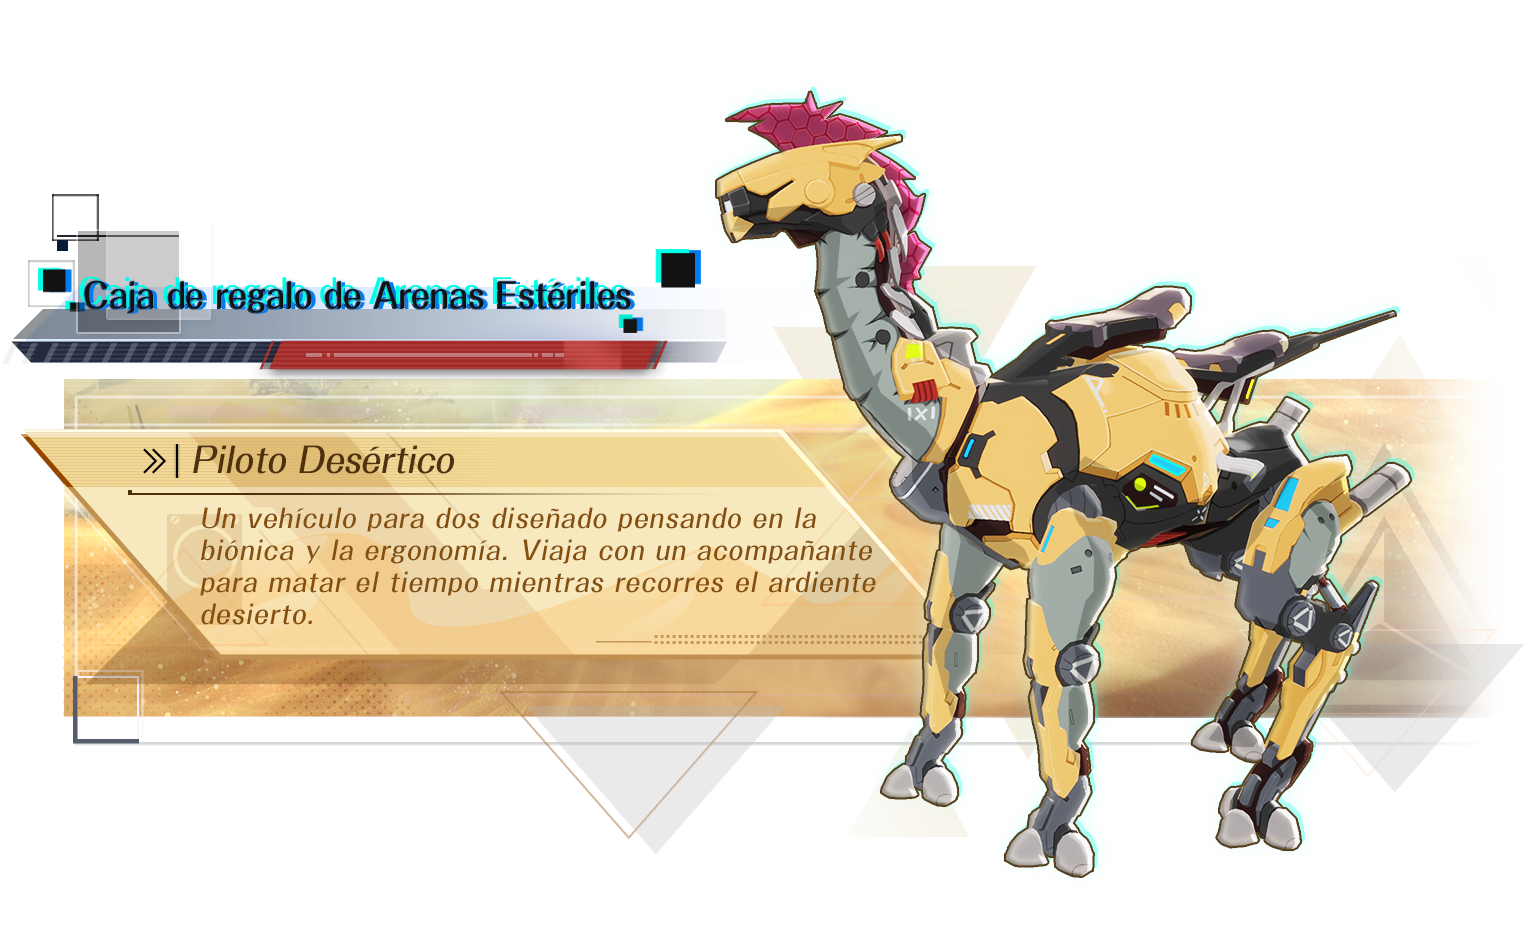 Caja de regalo de Arenas Estériles
Piloto Desértico
Un vehículo para dos diseñado pensando en la
biónica y la ergonomía. Viaja con un acompañante
para matar el tiempo mientras recorres el ardiente
desierto.